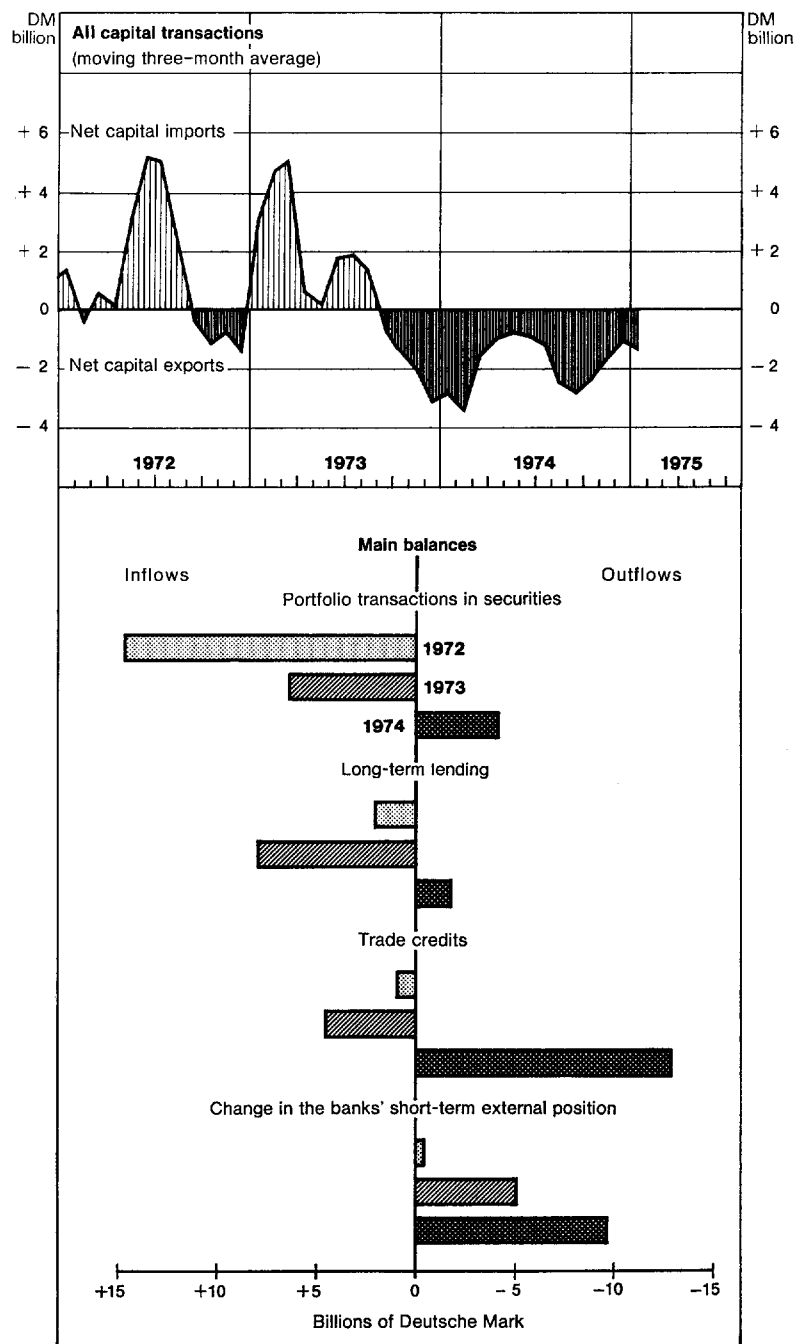 DM
billion
DM
billion
All capital transactions
(moving three-month average)
+ 6
Net capital imports
+ 6
+ 4
+ 4
+ 2
+ 2
0
0
− 2
Net capital exports
− 2
− 4
− 4
1972
1973
1974
1975
Main balances
Inflows
Outflows
Portfolio transactions in securities
1972
1973
1974
Long-term lending
Trade credits
Change in the banks' short-term external position
+15
+10
+5
0
− 5
−10
−15
Billions of Deutsche Mark